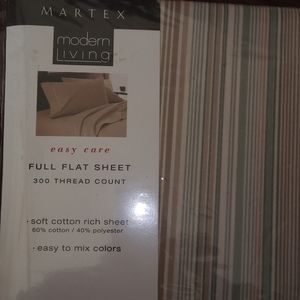 MARTEX
modern
Living
easy care
FULL FLAT SHEET
300 THREAD COUNT
·soft cotton rich sheet
60% cotton / 40% polyester
·easy to mix colors